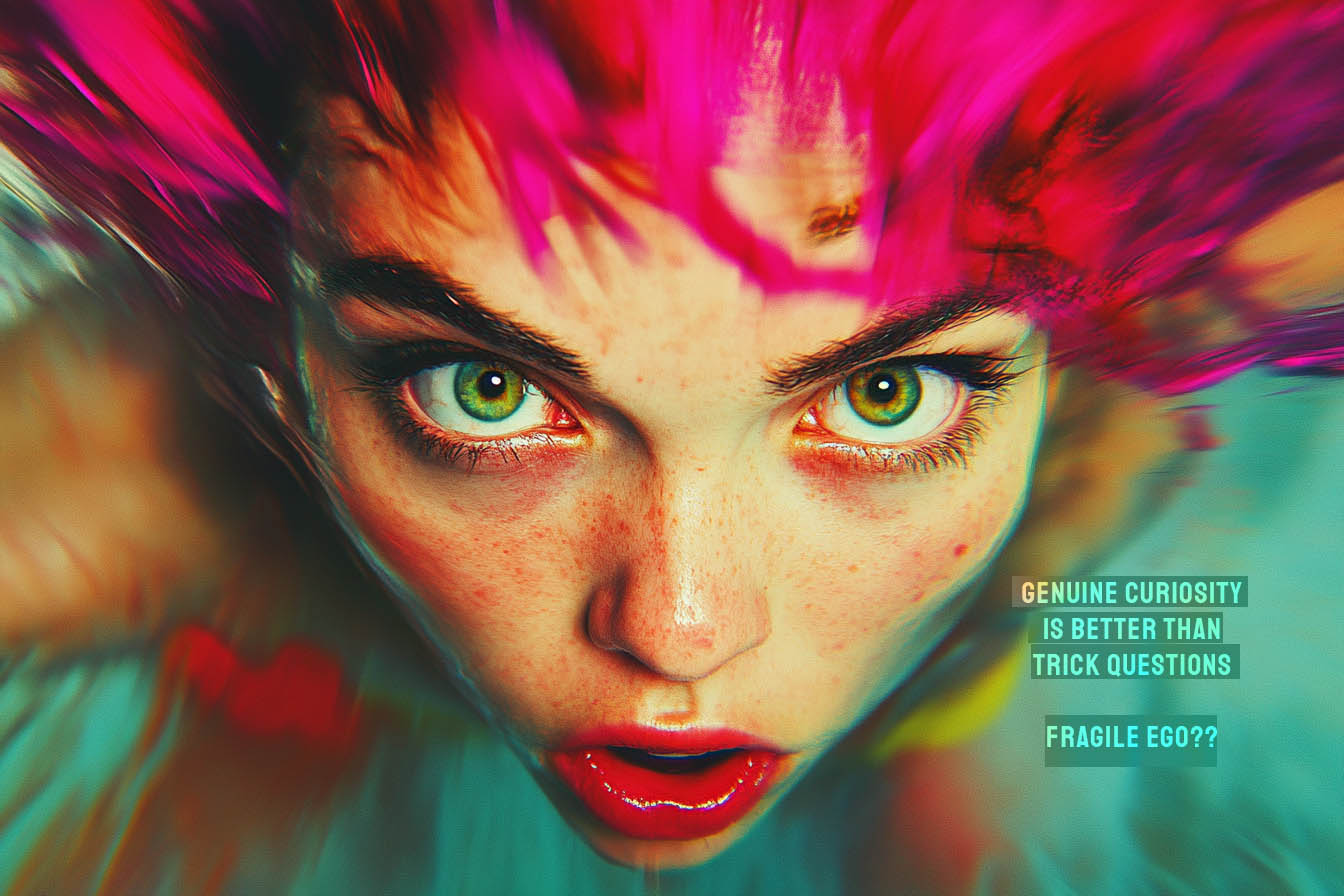 GENUINE CURIOSITY
IS BETTER THAN
TRICK QUESTIONS
FRAGILE EGO??